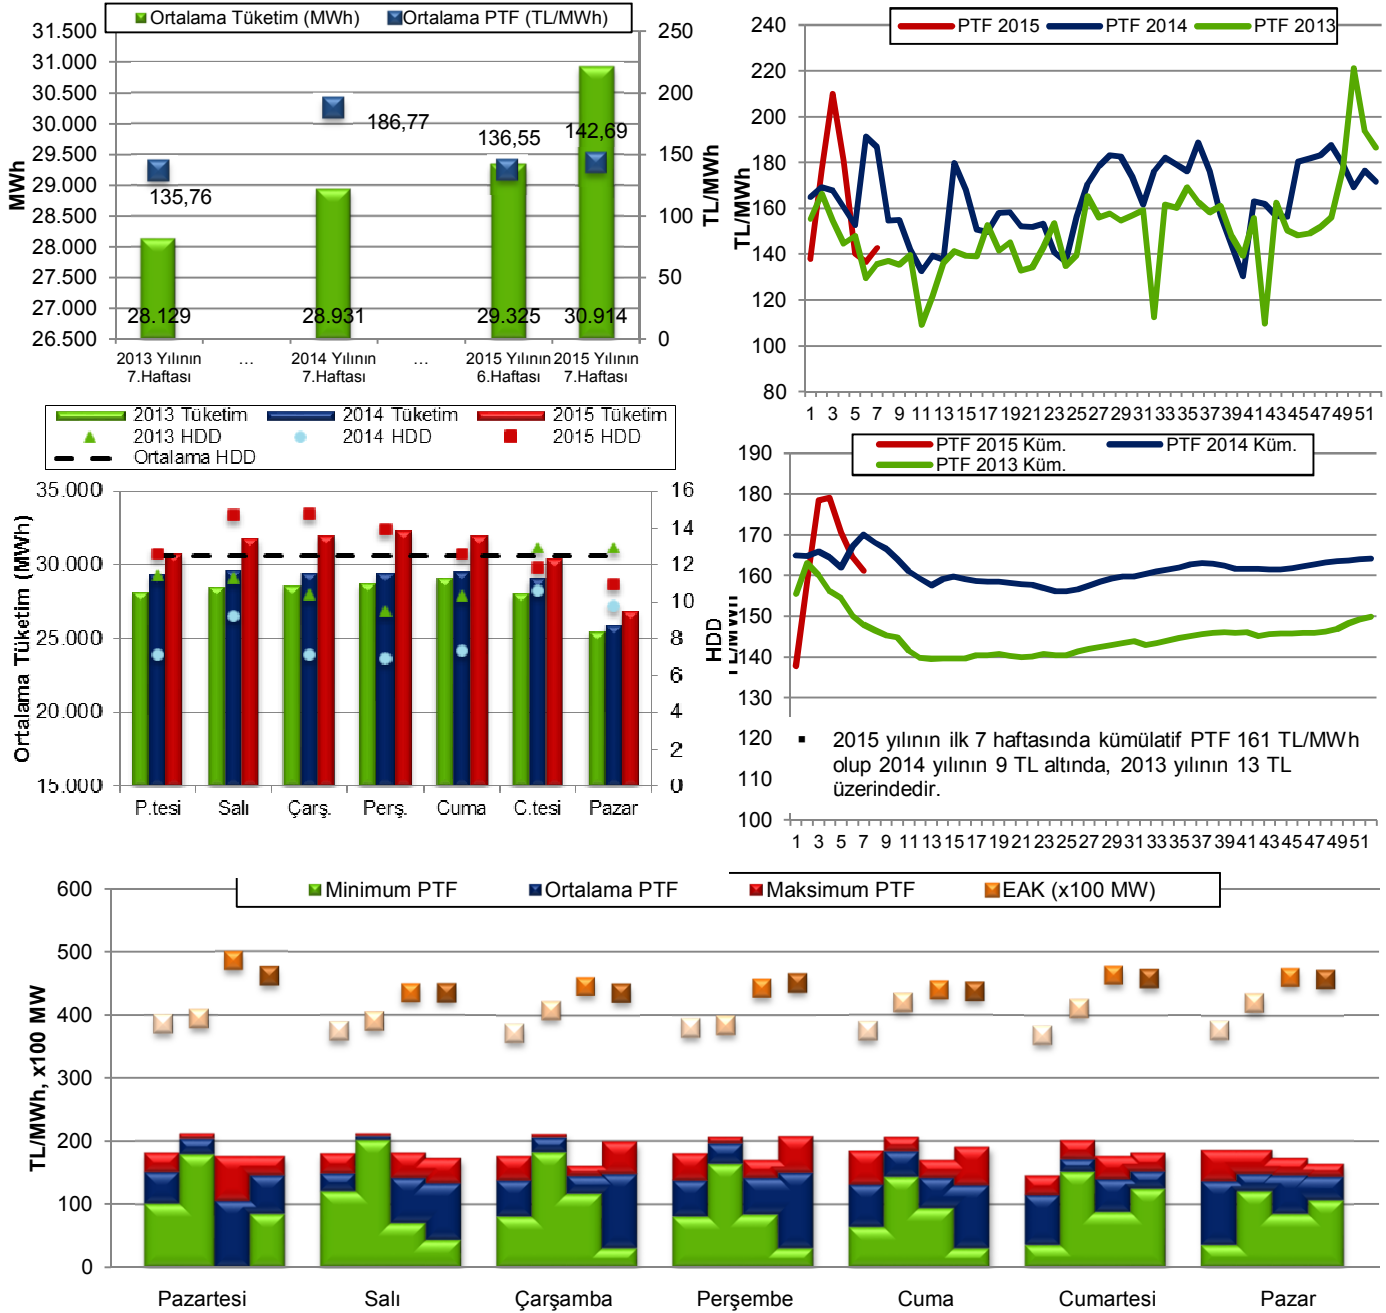 Ortalama Tüketim (MWh) Ortalama PTF (TL/MWh)
31.500
31.000
30.500
30.000
29.500
29.000
28.500
28.000
27.500
27.000
26.500
MWh
250
200
150
100
50
0
TL/MWh
135,76
186,77
136,55
142,69
28.129
28.931
29.325
30.914
2013 Yılının
7.Haftası
...
2014 Yılının
7.Haftası
...
2015 Yılının
6.Haftası
2015 Yılının
7.Haftası
PTF 2015 PTF 2014 PTF 2013
240
220
200
180
160
140
120
100
80
TL/MWh
1 3 5 7 9 11 13 15 17 19 21 23 25 27 29 31 33 35 37 39 41 43 45 47 49 51
2013 Tüketim 2014 Tüketim 2015 Tüketim
2013 HDD 2014 HDD 2015 HDD
Ortalama HDD
35.000
30.000
25.000
20.000
15.000
Ortalama Tüketim (MWh)
16
14
12
10
8
6
4
2
0
HDD
P.tesi Salı Çarş. Perş. Cuma C.tesi Pazar
PTF 2015 Küm. PTF 2014 Küm.
PTF 2013 Küm.
190
180
170
160
150
140
130
120
110
100
TL/MWh
▪ 2015 yılının ilk 7 haftasında kümülatif PTF 161 TL/MWh
olup 2014 yılının 9 TL altında, 2013 yılının 13 TL
üzerindedir.
1 3 5 7 9 11 13 15 17 19 21 23 25 27 29 31 33 35 37 39 41 43 45 47 49 51
Minimum PTF Ortalama PTF Maksimum PTF EAK (x100 MW)
600
500
400
300
200
100
0
TL/MWh, x100 MW
Pazartesi Salı Çarşamba Perşembe Cuma Cumartesi Pazar